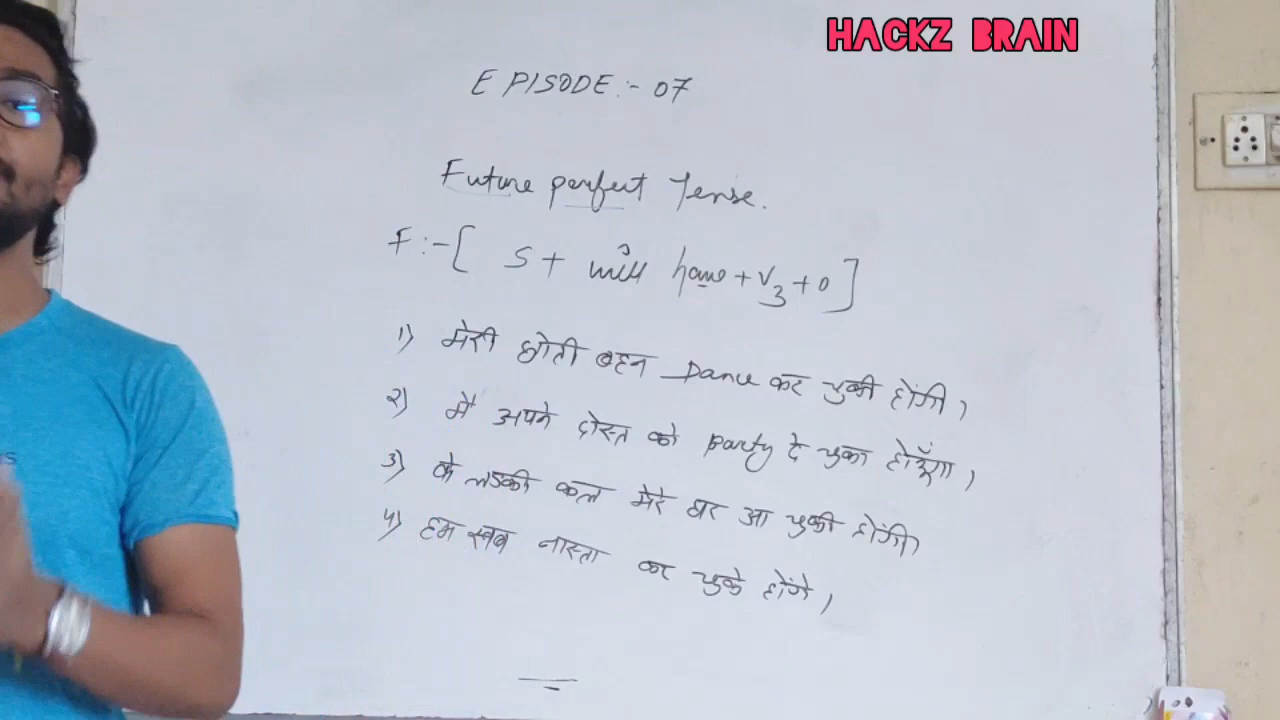 HACKZ BRAIN
EPISODE:- 07
Future perfect Tense.
F:-[ S + will have + V3 + O ]
1) मेरी छोटी बहन Dance कर चुकी होंगी।
2) मैं अपने दोस्त को party दे चुका होऊँगा।
3) वे लडकी कल मेरे घर आ चुकी होंगी।
4) हम सब नास्ता कर चुके होंगे।